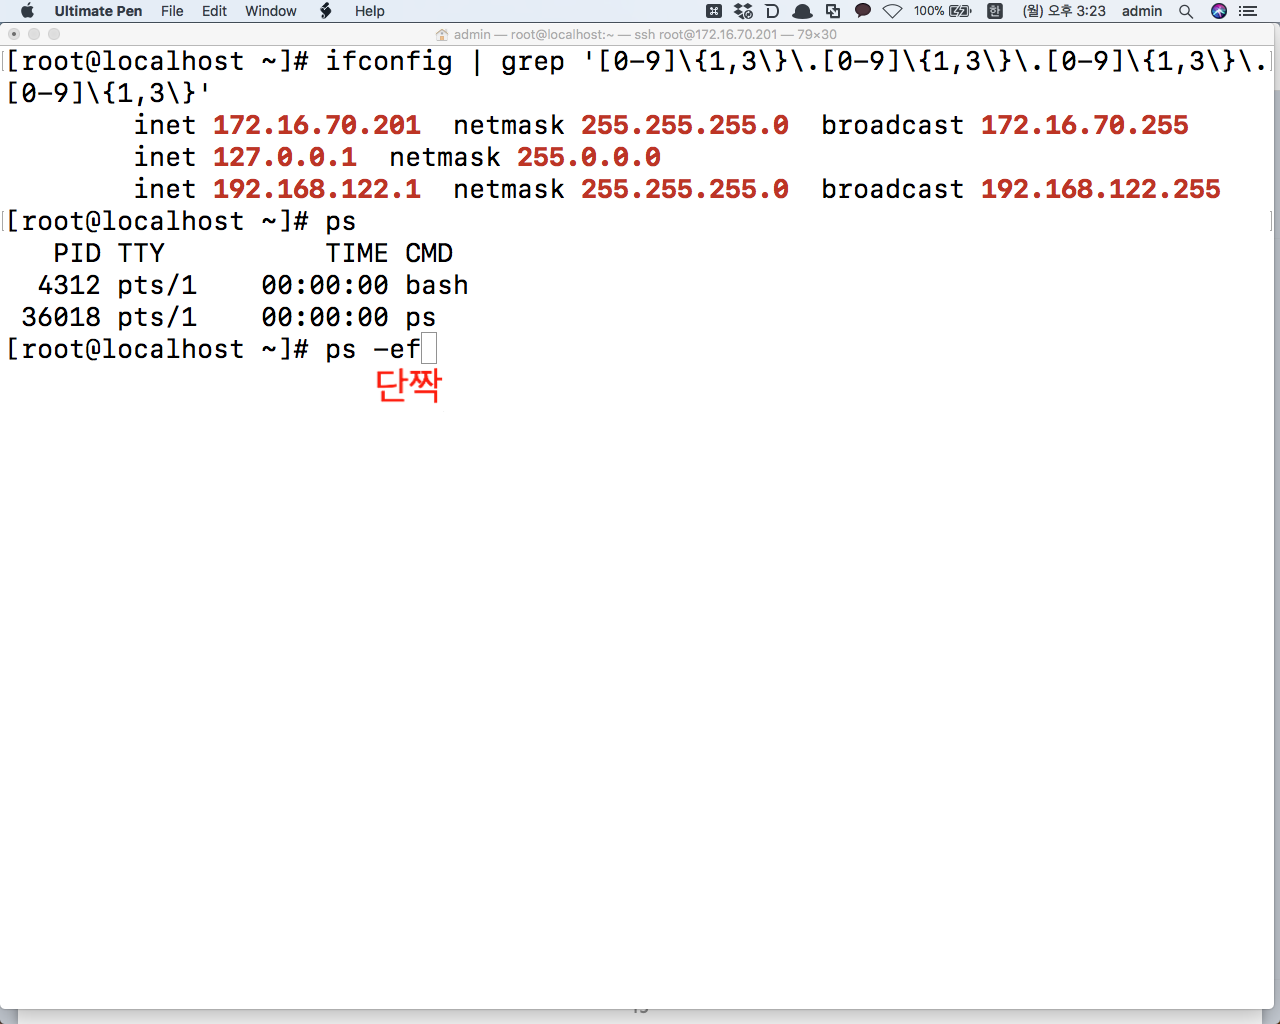 Ultimate Pen File Edit Window Help 100% 한 (월) 오후 3:23 admin
admin — root@localhost:~ — ssh root@172.16.70.201 — 79×30
[root@localhost ~]# ifconfig | grep '[0-9]\{1,3\}\.[0-9]\{1,3\}\.[0-9]\{1,3\}\.
[0-9]\{1,3\}'
inet 172.16.70.201 netmask 255.255.255.0 broadcast 172.16.70.255
inet 127.0.0.1 netmask 255.0.0.0
inet 192.168.122.1 netmask 255.255.255.0 broadcast 192.168.122.255
[root@localhost ~]# ps
PID TTY TIME CMD
4312 pts/1 00:00:00 bash
36018 pts/1 00:00:00 ps
[root@localhost ~]# ps -ef
단짝